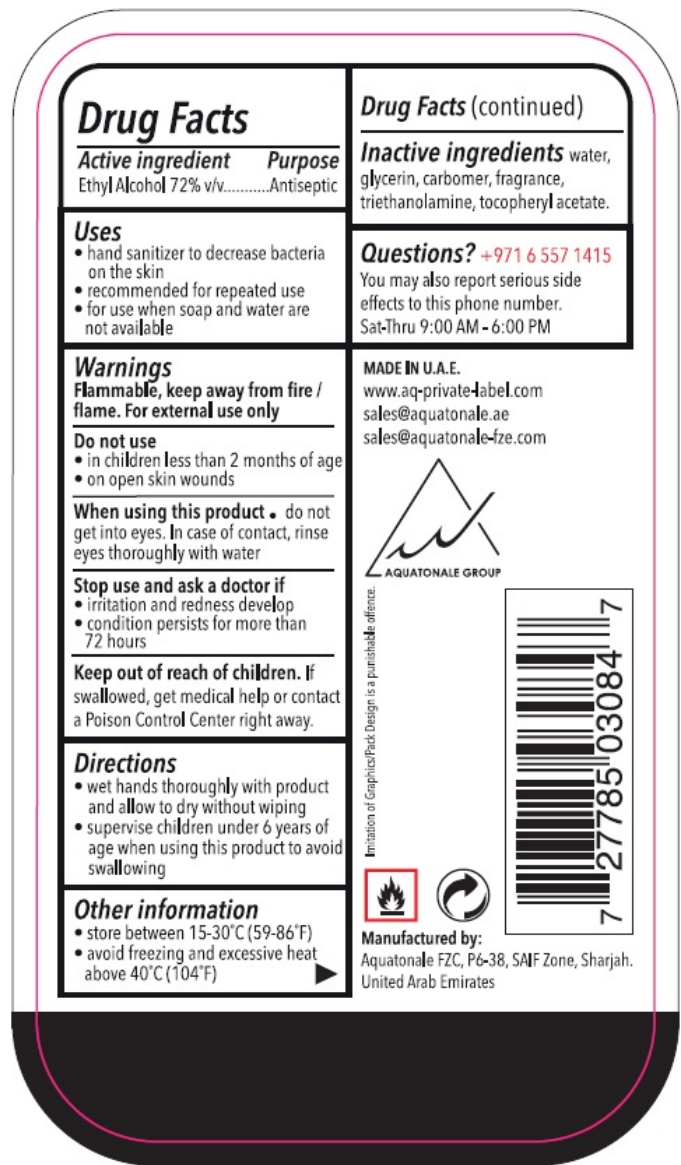 Drug Facts
Active ingredient Purpose
Ethyl Alcohol 72% v/v...........Antiseptic
Uses
• hand sanitizer to decrease bacteria
on the skin
• recommended for repeated use
• for use when soap and water are
not available
Warnings
Flammable, keep away from fire /
flame. For external use only
Do not use
• in children less than 2 months of age
• on open skin wounds
When using this product • do not
get into eyes. In case of contact, rinse
eyes thoroughly with water
Stop use and ask a doctor if
• irritation and redness develop
• condition persists for more than
72 hours
Keep out of reach of children. If
swallowed, get medical help or contact
a Poison Control Center right away.
Directions
• wet hands thoroughly with product
and allow to dry without wiping
• supervise children under 6 years of
age when using this product to avoid
swallowing
Other information
• store between 15-30˚C (59-86˚F)
• avoid freezing and excessive heat
above 40˚C (104˚F)
Drug Facts (continued)
Inactive ingredients water,
glycerin, carbomer, fragrance,
triethanolamine, tocopheryl acetate.
Questions? +971 6 557 1415
You may also report serious side
effects to this phone number.
Sat-Thru 9:00 AM - 6:00 PM
MADE IN U.A.E.
www.aq-private-label.com
sales@aquatonale.ae
sales@aquatonale-fze.com
AQUATONALE GROUP
Imitation of Graphics/Pack Design is a punishable offence.
7 27785 03084 7
Manufactured by:
Aquatonale FZC, P6-38, SAIF Zone, Sharjah.
United Arab Emirates